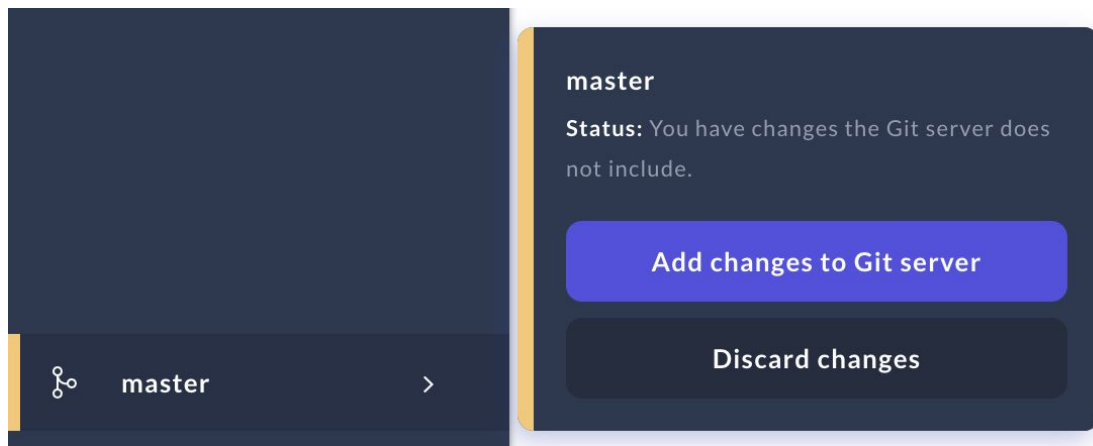 master
master
Status: You have changes the Git server does
not include.
Add changes to Git server
Discard changes